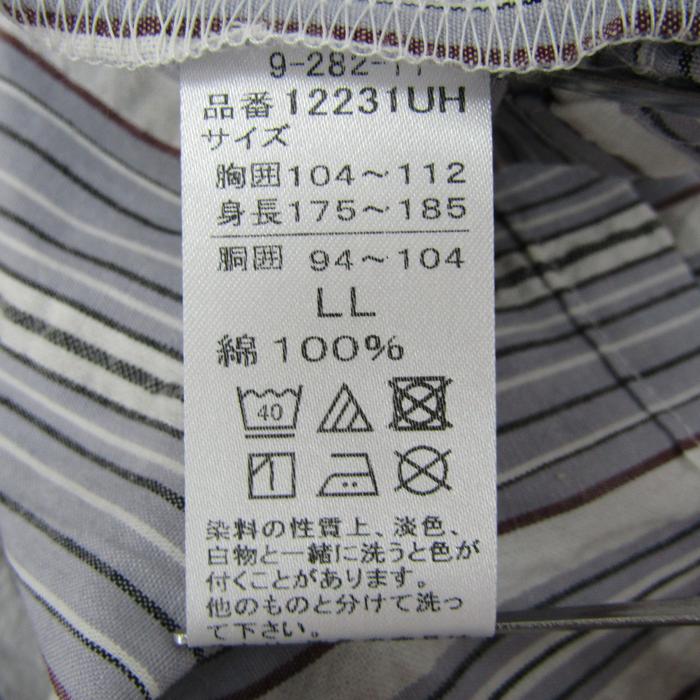 9-282-11
品番12231UH
サイズ
胸囲104～112
身長175～185
胴囲 94～104
LL
綿100%
40
染料の性質上、淡色、
白物と一緒に洗うと色が
付くことがあります。
他のものと分けて洗っ
て下さい。